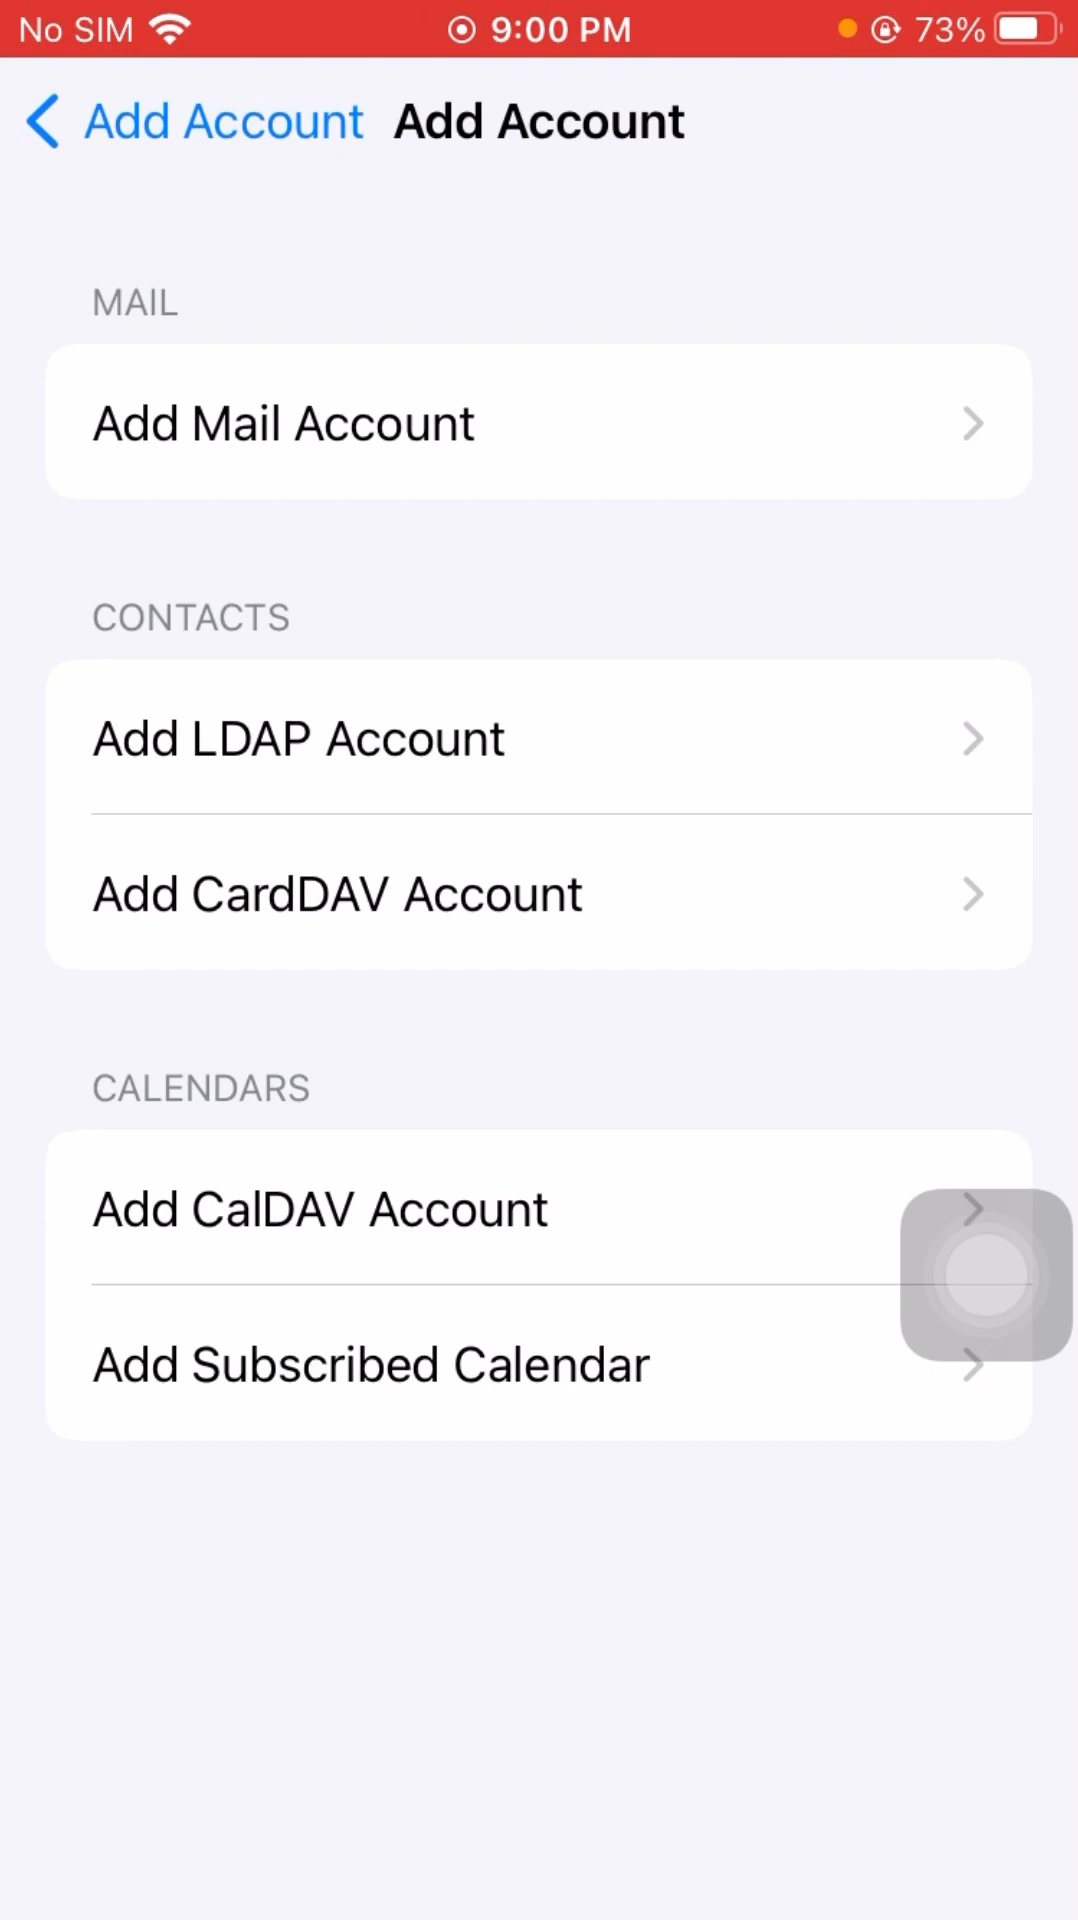 No SIM 9:00 PM 73%
Add Account Add Account
MAIL
Add Mail Account
CONTACTS
Add LDAP Account
Add CardDAV Account
CALENDARS
Add CalDAV Account
Add Subscribed Calendar